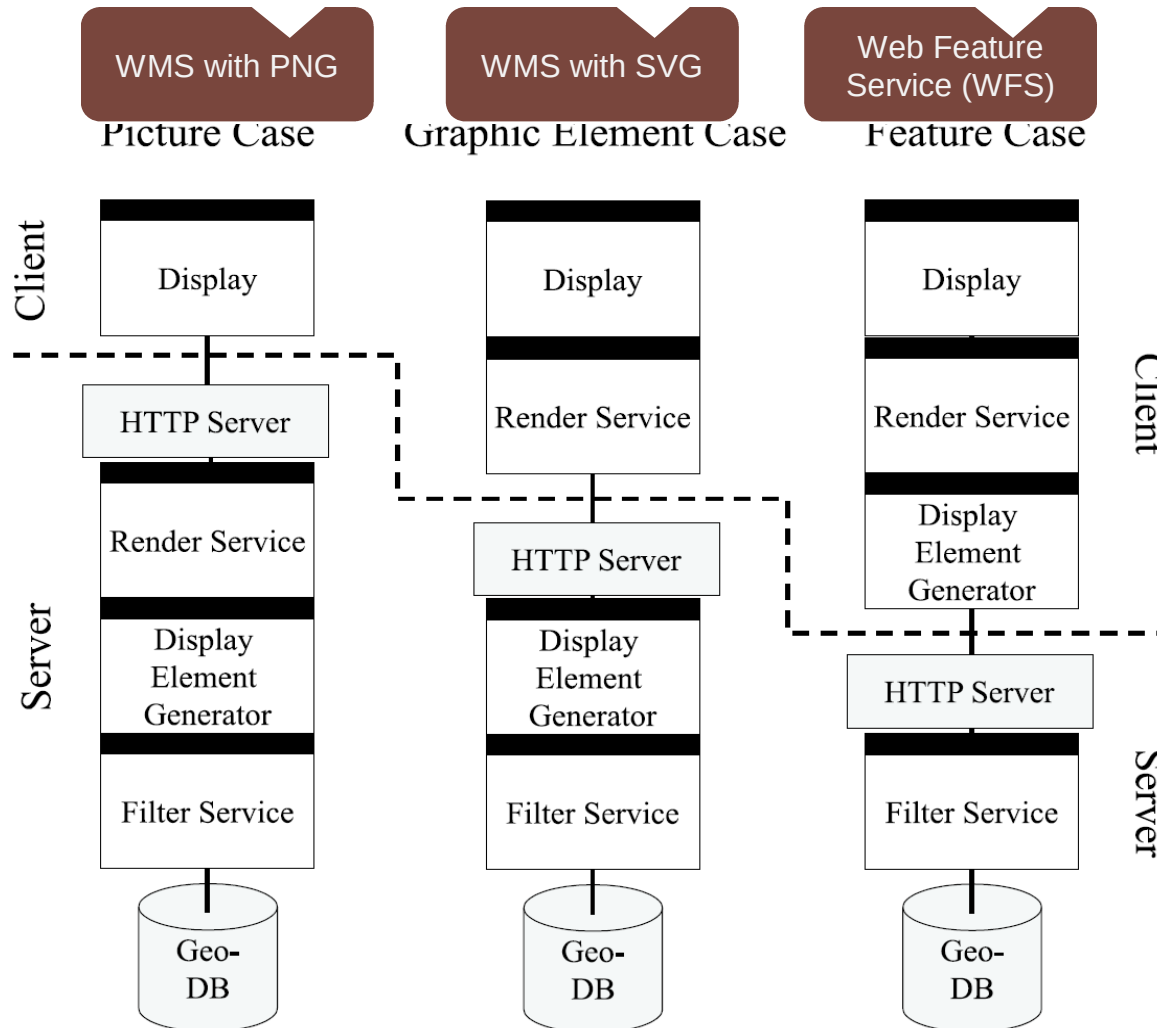 WMS with PNG
WMS with SVG
Web Feature
Service (WFS)
Picture Case
Graphic Element Case
Feature Case
Client
Server
Display
HTTP Server
Render Service
Display
Element
Generator
Filter Service
Geo-
DB
Display
Render Service
HTTP Server
Display
Element
Generator
Filter Service
Geo-
DB
Display
Render Service
Display
Element
Generator
HTTP Server
Filter Service
Geo-
DB
Client
Server